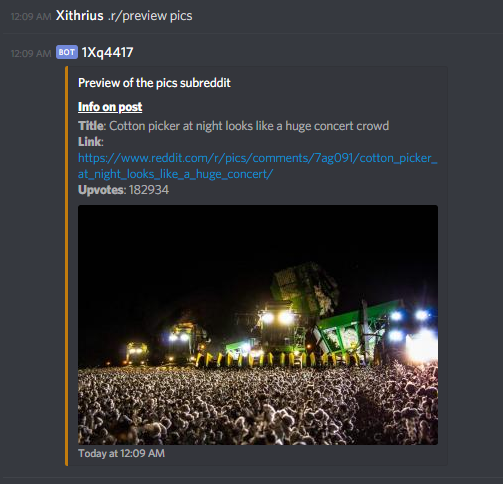 12:09 AM Xithrius .r/preview pics
12:09 AM BOT 1Xq4417
Preview of the pics subreddit
Info on post
Title: Cotton picker at night looks like a huge concert crowd
Link:
https://www.reddit.com/r/pics/comments/7ag091/cotton_picker_
at_night_looks_like_a_huge_concert/
Upvotes: 182934
Today at 12:09 AM